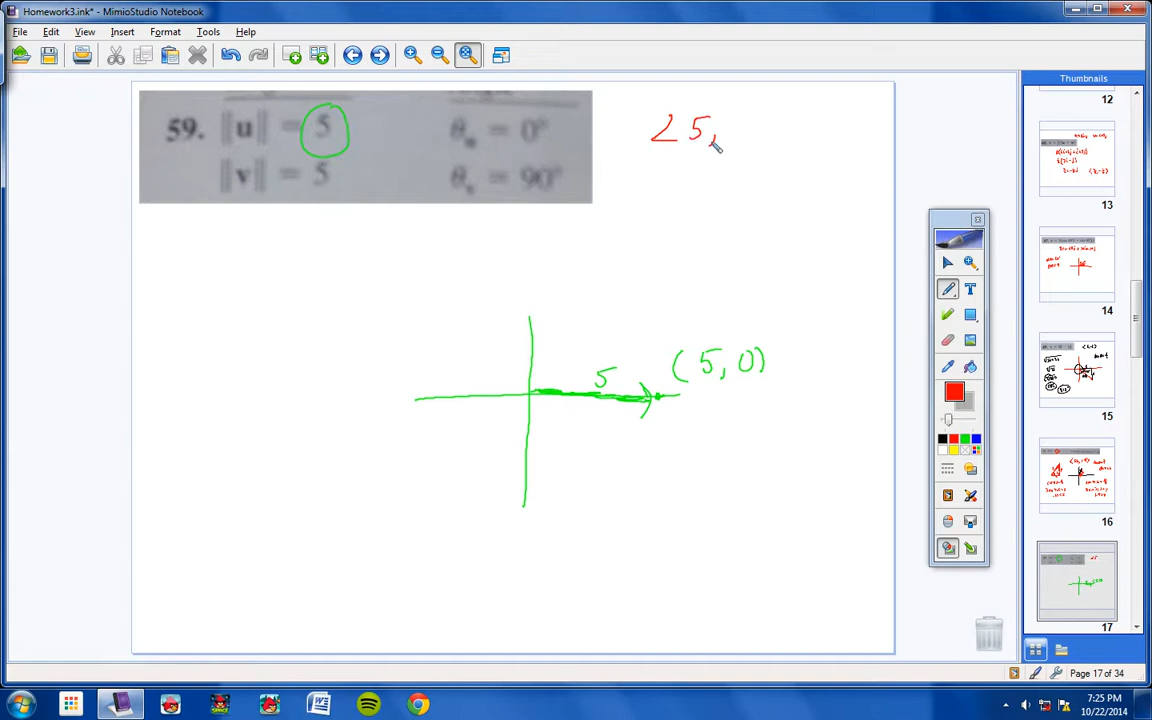 Homework3.ink* - MimioStudio Notebook
File Edit View Insert Format Tools Help
Thumbnails
59. ||u|| = 5 θu = 0°
||v|| = 5 θv = 90°
<5,
5
(5,0)
12
13
14
15
16
17
Page 17 of 34
7:25 PM
10/22/2014